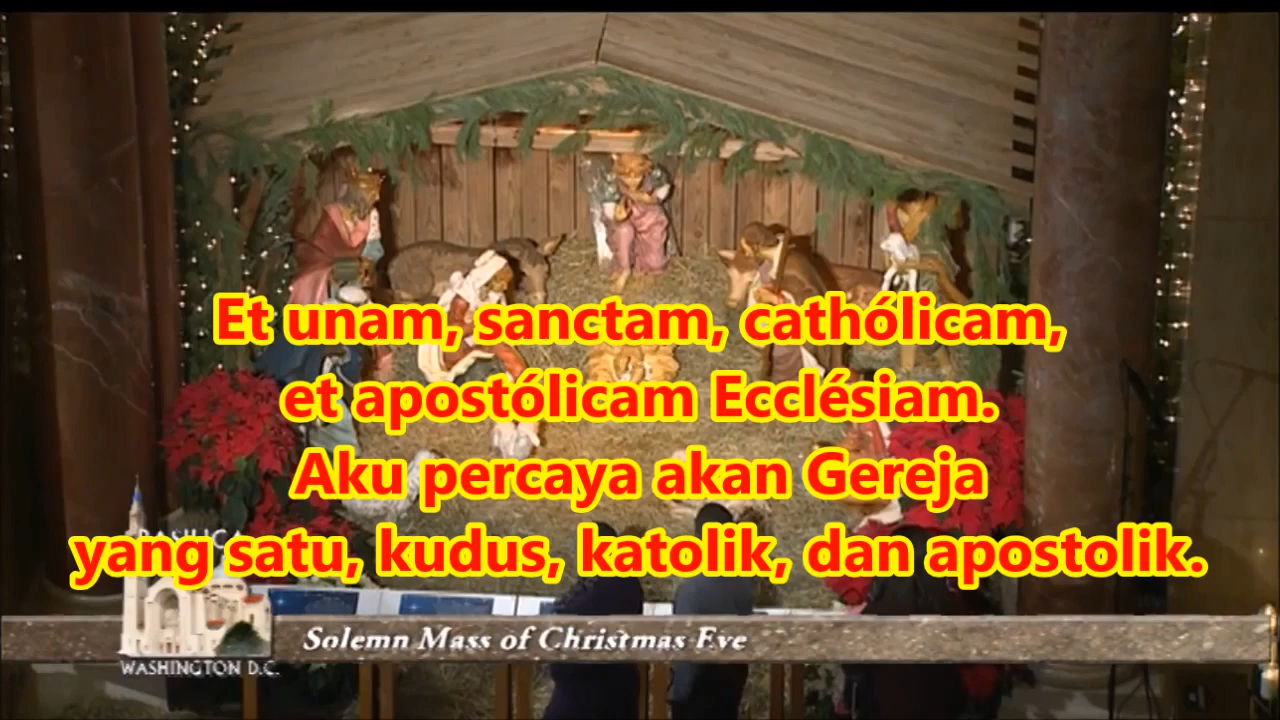 Et unam, sanctam, cathólicam,
et apostólicam Ecclésiam.
Aku percaya akan Gereja
yang satu, kudus, katolik, dan apostolik.
BASILICA
Solemn Mass of Christmas Eve
WASHINGTON D.C.